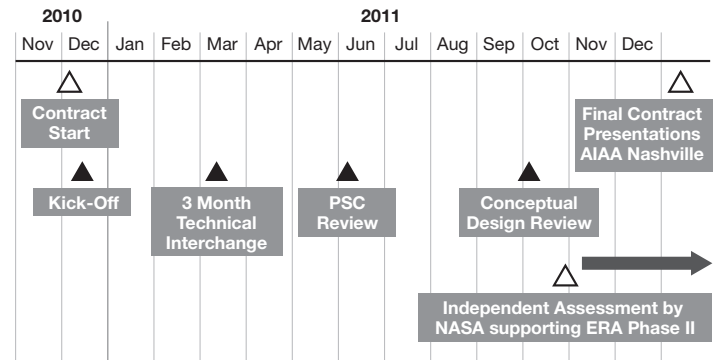 2010 2011
Nov Dec Jan Feb Mar Apr May Jun Jul Aug Sep Oct Nov Dec
Contract
Start
Final Contract
Presentations
AIAA Nashville
Kick-Off
3 Month
Technical
Interchange
PSC
Review
Conceptual
Design Review
Independent Assessment by
NASA supporting ERA Phase II